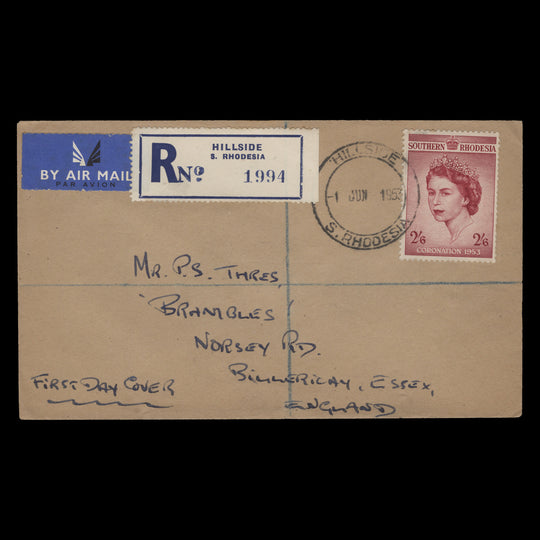 BY AIR MAIL
PAR AVION
HILLSIDE
S. RHODESIA
R No 1994
HILLSIDE
-1 JUN 1953
S. RHODESIA
SOUTHERN RHODESIA
2/6 2/6
CORONATION 1953
MR. P.S. THRES,
"BRAMBLES"
NORSEY RD.
BILLERICAY, ESSEX,
ENGLAND
FIRST DAY COVER